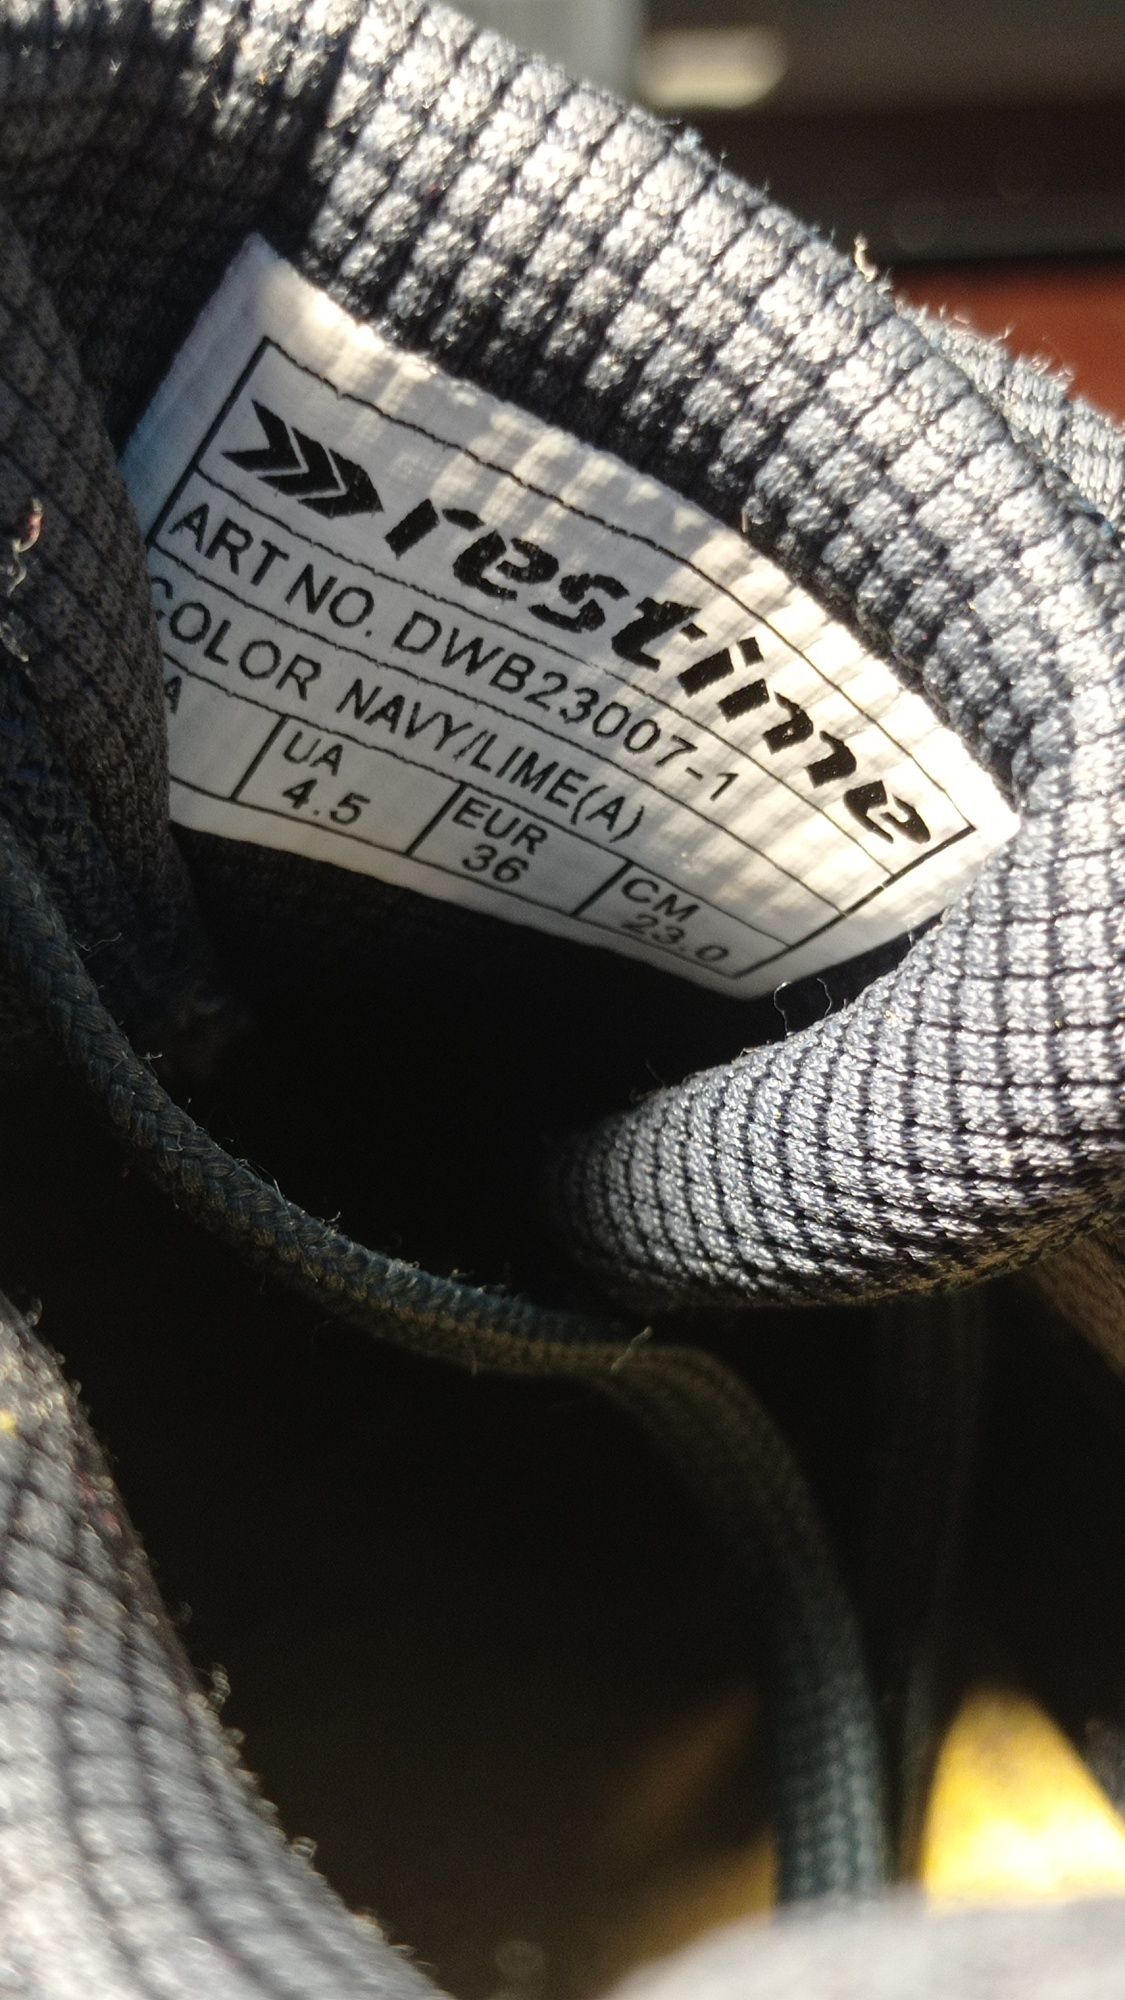 restime
ART NO. DWB23007-1
COLOR NAVY/LIME(A)
UA EUR CM
4.5 36 23.0